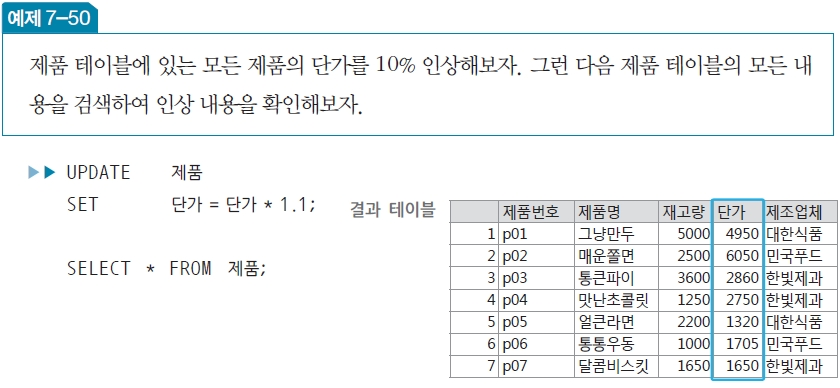 예제 7-50
제품 테이블에 있는 모든 제품의 단가를 10% 인상해보자. 그런 다음 제품 테이블의 모든 내
용을 검색하여 인상 내용을 확인해보자.
▶▶ UPDATE 제품
SET 단가 = 단가 * 1.1;
SELECT * FROM 제품;
결과 테이블
제품번호 제품명 재고량 단가 제조업체
1 p01 그냥만두 5000 4950 대한식품
2 p02 매운쫄면 2500 6050 민국푸드
3 p03 통큰파이 3600 2860 한빛제과
4 p04 맛난초콜릿 1250 2750 한빛제과
5 p05 얼큰라면 2200 1320 대한식품
6 p06 통통우동 1000 1705 민국푸드
7 p07 달콤비스킷 1650 1650 한빛제과